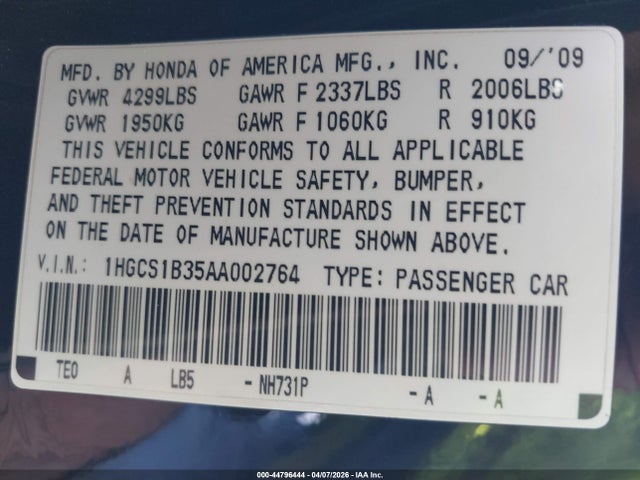 MFD. BY HONDA OF AMERICA MFG., INC. 09/'09
GVWR 4299LBS GAWR F 2337LBS R 2006LBS
GVWR 1950KG GAWR F 1060KG R 910KG
THIS VEHICLE CONFORMS TO ALL APPLICABLE
FEDERAL MOTOR VEHICLE SAFETY, BUMPER,
AND THEFT PREVENTION STANDARDS IN EFFECT
ON THE DATE OF MANUFACTURE SHOWN ABOVE.
V.I.N.: 1HGCS1B35AA002764 TYPE: PASSENGER CAR
TE0 A LB5 - NH731P - A - A
000-44796444 - 04/07/2026 - IAA Inc.